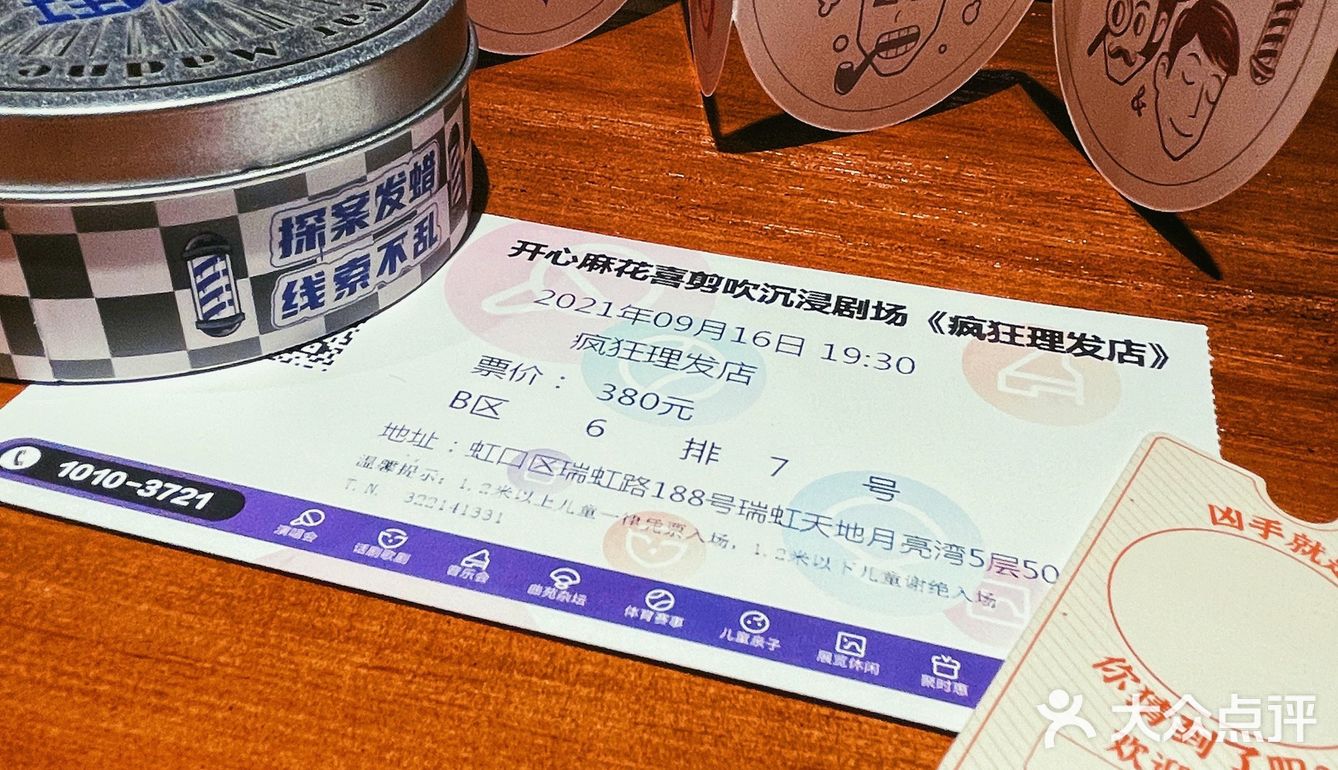 探案发蜡
线索不乱
开心麻花喜剪吹沉浸剧场《疯狂理发店》
2021年09月16日 19:30
疯狂理发店
票价： 380元
B区 6 排 7 号
地址：虹口区瑞虹路188号瑞虹天地月亮湾5层50
温馨提示：1.2米以上儿童一律凭票入场，1.2米以下儿童谢绝入场
T.N. 322141331
1010-3721
演唱会 话剧歌剧 音乐会 曲苑杂坛 体育赛事 儿童亲子 展览休闲 聚时惠
凶手就
你猜到了吗
欢迎
&
大众点评